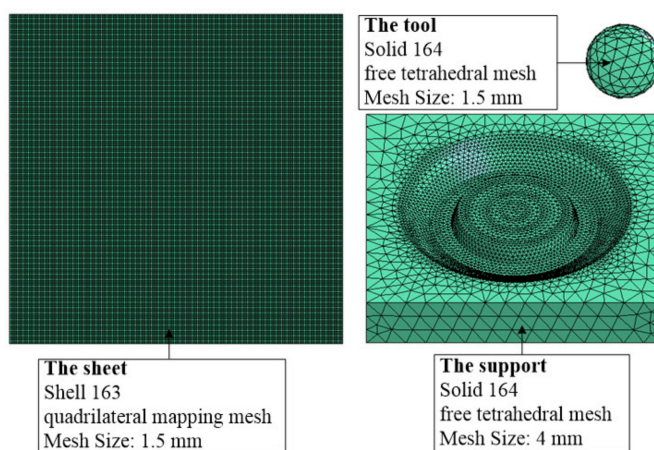 The tool
Solid 164
free tetrahedral mesh
Mesh Size: 1.5 mm
The sheet
Shell 163
quadrilateral mapping mesh
Mesh Size: 1.5 mm
The support
Solid 164
free tetrahedral mesh
Mesh Size: 4 mm